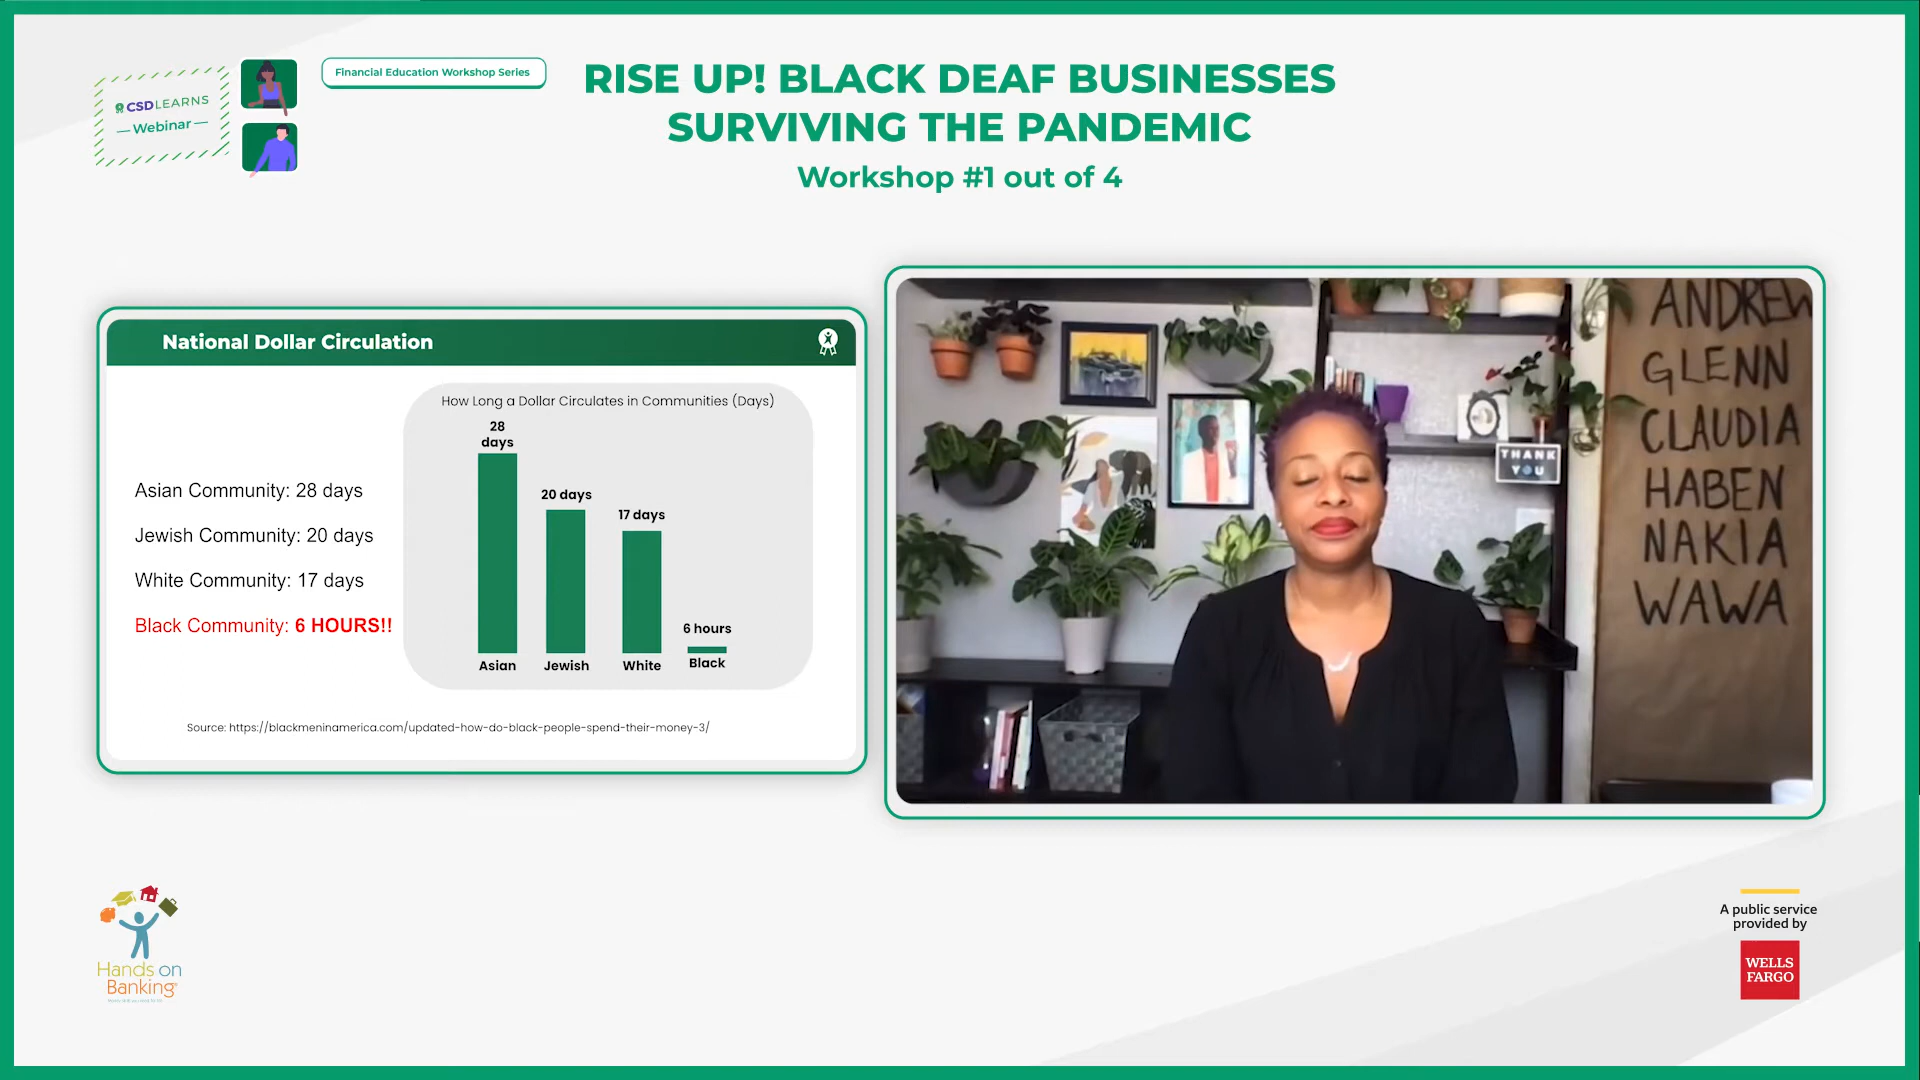 CSDLEARNS
— Webinar —
Financial Education Workshop Series
RISE UP! BLACK DEAF BUSINESSES
SURVIVING THE PANDEMIC
Workshop #1 out of 4
National Dollar Circulation
Asian Community: 28 days
Jewish Community: 20 days
White Community: 17 days
Black Community: 6 HOURS!!
How Long a Dollar Circulates in Communities (Days)
28
days
20 days
17 days
6 hours
Asian
Jewish
White
Black
Source: https://blackmeninamerica.com/updated-how-do-black-people-spend-their-money-3/
THANK
YOU
ANDREW
GLENN
CLAUDIA
HABEN
NAKIA
WAWA
Hands on
Banking®
A public service
provided by
WELLS
FARGO